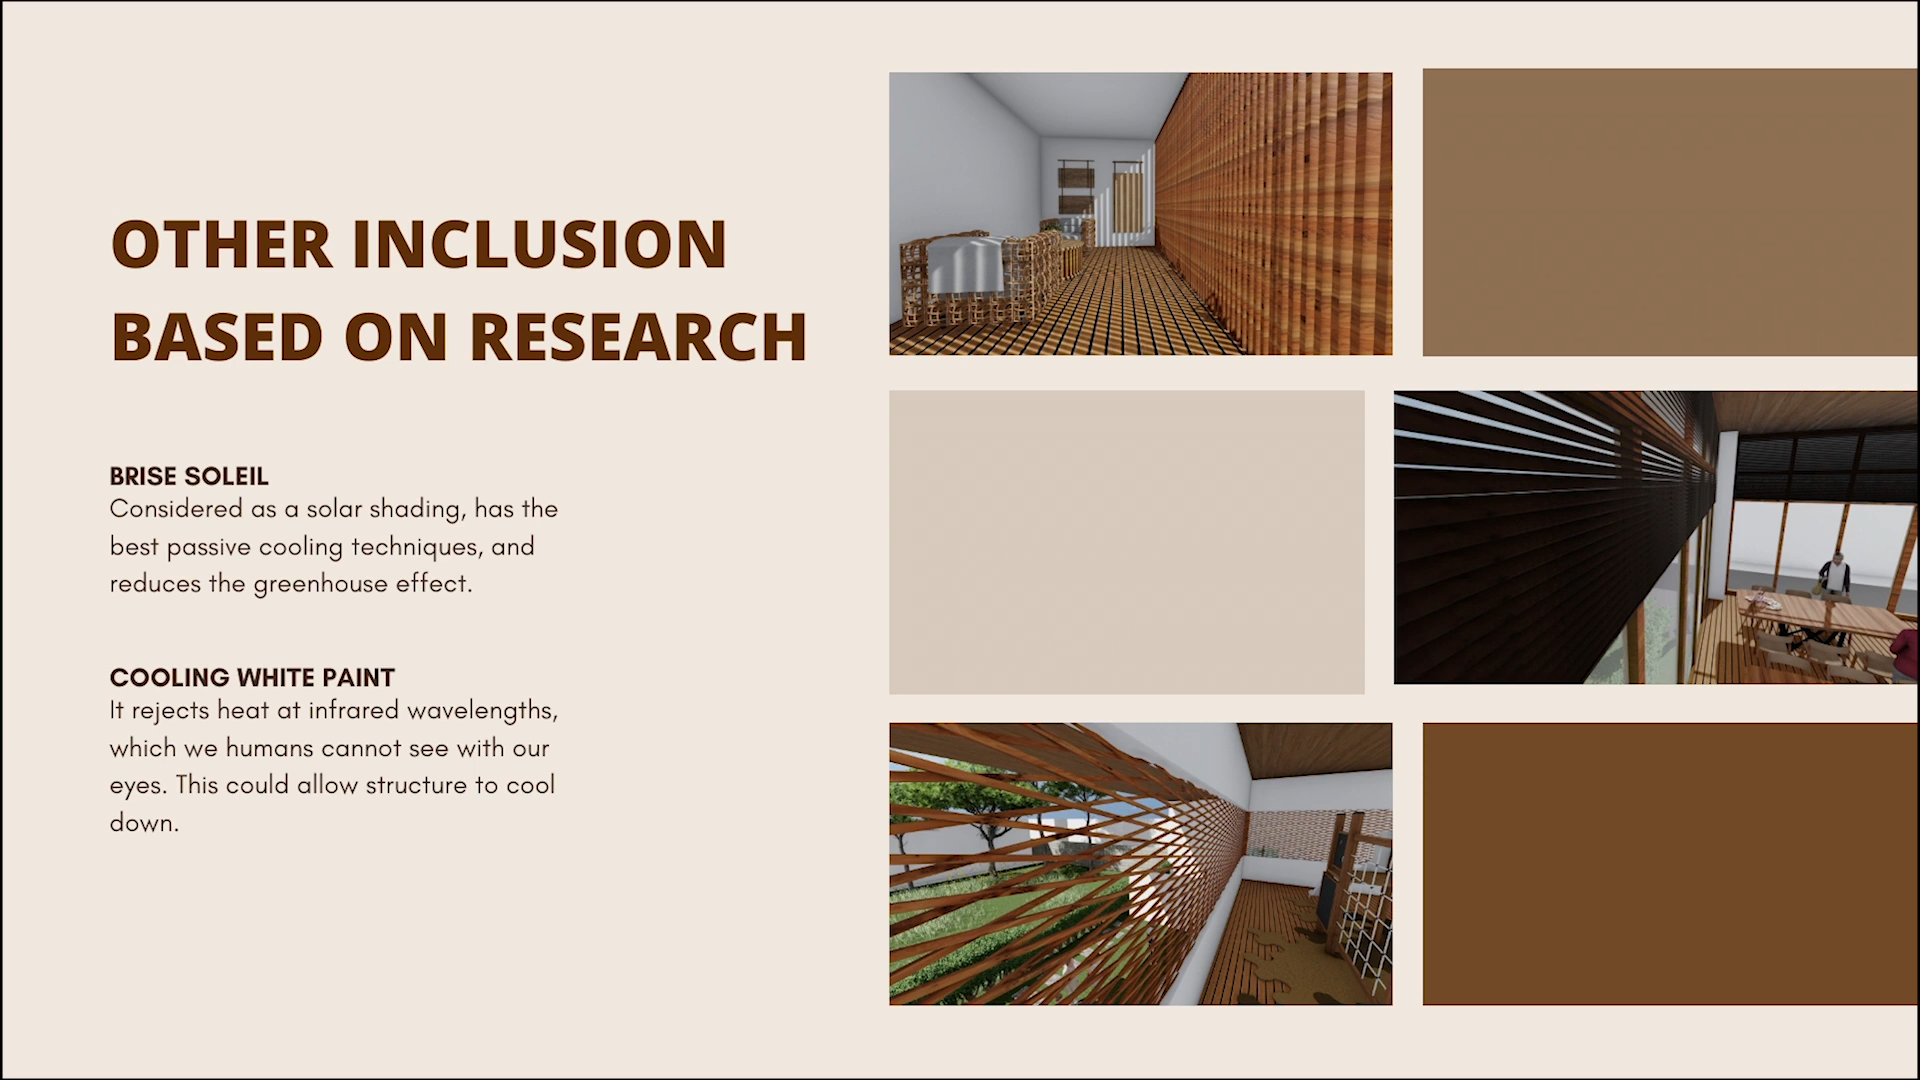 OTHER INCLUSION
BASED ON RESEARCH
BRISE SOLEIL
Considered as a solar shading, has the
best passive cooling techniques, and
reduces the greenhouse effect.
COOLING WHITE PAINT
It rejects heat at infrared wavelengths,
which we humans cannot see with our
eyes. This could allow structure to cool
down.